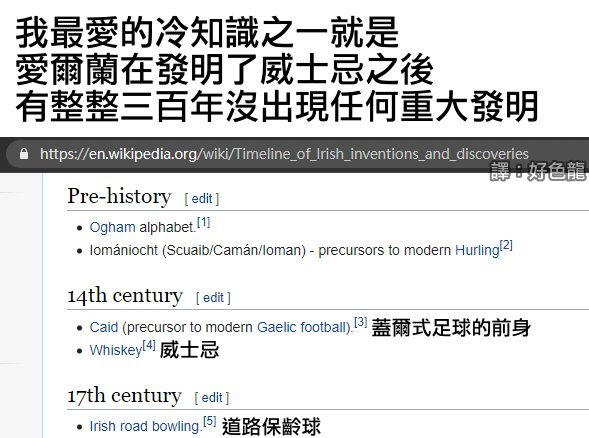 我最愛的冷知識之一就是
愛爾蘭在發明了威士忌之後
有整整三百年沒出現任何重大發明
https://en.wikipedia.org/wiki/Timeline_of_Irish_inventions_and_discoveries
譯：好色龍
Pre-history [ edit ]
• Ogham alphabet.[1]
• Iománíocht (Scuaib/Camán/Ioman) - precursors to modern Hurling[2]
14th century [ edit ]
• Caid (precursor to modern Gaelic football).[3] 蓋爾式足球的前身
• Whiskey[4] 威士忌
17th century [ edit ]
• Irish road bowling.[5] 道路保齡球